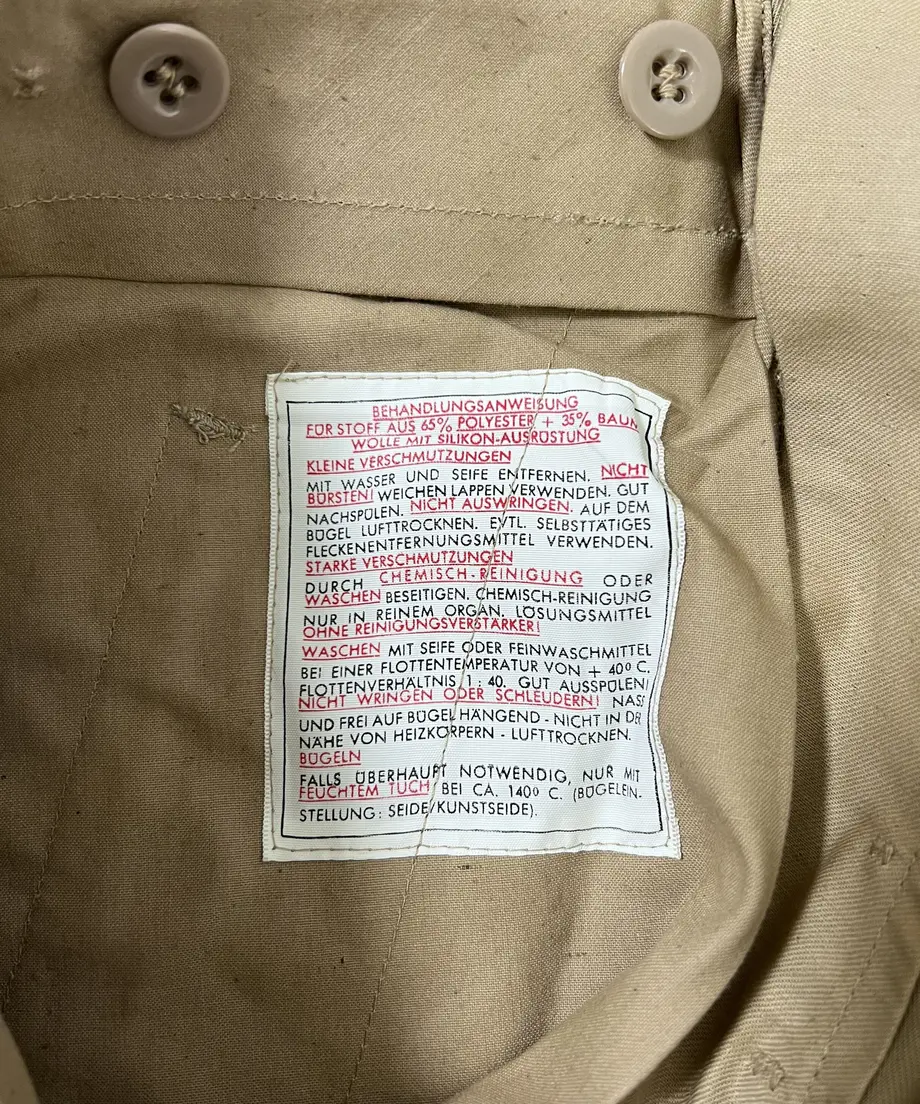 BEHANDLUNGSANWEISUNG
FÜR STOFF AUS 65% POLYESTER + 35% BAUM
WOLLE MIT SILIKON-AUSRÜSTUNG
KLEINE VERSCHMUTZUNGEN
MIT WASSER UND SEIFE ENTFERNEN. NICHT
BÜRSTEN! WEICHEN LAPPEN VERWENDEN. GUT
NACHSPÜLEN. NICHT AUSWRINGEN. AUF DEM
BÜGEL LUFTTROCKNEN. EVTL. SELBSTTÄTIGES
FLECKENENTFERNUNGSMITTEL VERWENDEN.
STARKE VERSCHMUTZUNGEN
DURCH CHEMISCH-REINIGUNG ODER
WASCHEN BESEITIGEN. CHEMISCH-REINIGUNG
NUR IN REINEM ORGAN. LÖSUNGSMITTEL
OHNE REINIGUNGSVERSTÄRKER!
WASCHEN MIT SEIFE ODER FEINWASCHMITTEL
BEI EINER FLOTTENTEMPERATUR VON + 40⁰ C.
FLOTTENVERHÄLTNIS 1 : 40. GUT AUSSPÜLEN!
NICHT WRINGEN ODER SCHLEUDERN! NASS
UND FREI AUF BÜGEL HÄNGEND - NICHT IN DER
NÄHE VON HEIZKÖRPERN - LUFTTROCKNEN.
BÜGELN
FALLS ÜBERHAUPT NOTWENDIG, NUR MIT
FEUCHTEM TUCH BEI CA. 140⁰ C. (BÜGELEIN-
STELLUNG: SEIDE/KUNSTSEIDE).